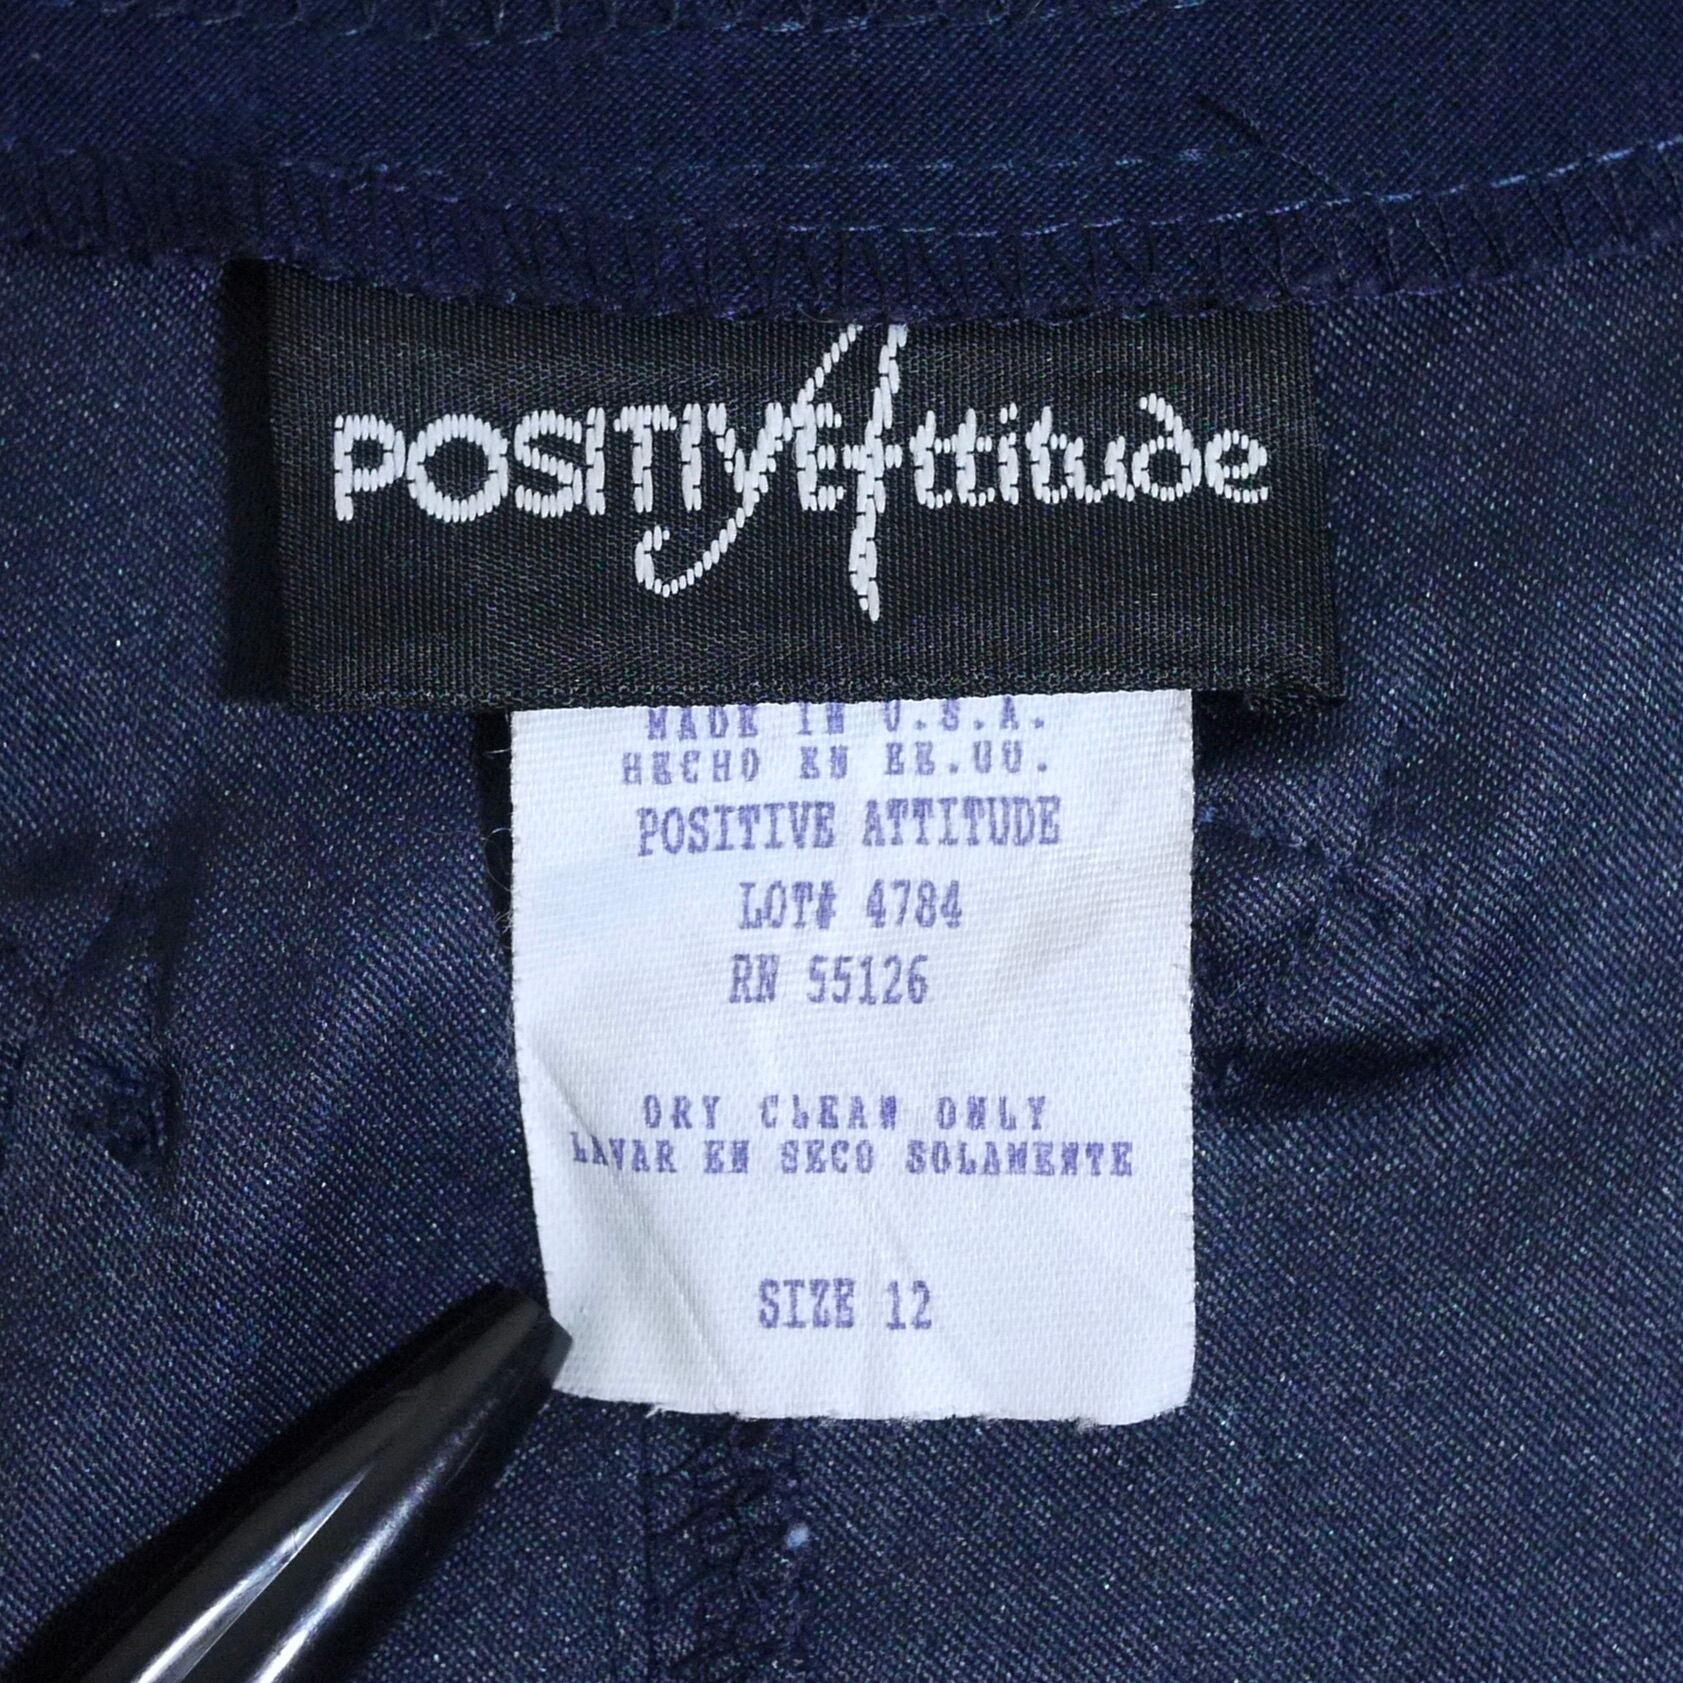 POSITIVE Attitude
MADE IN U.S.A.
HECHO EN EE.UU.
POSITIVE ATTITUDE
LOT# 4784
RN 55126
DRY CLEAN ONLY
LAVAR EN SECO SOLAMENTE
SIZE 12